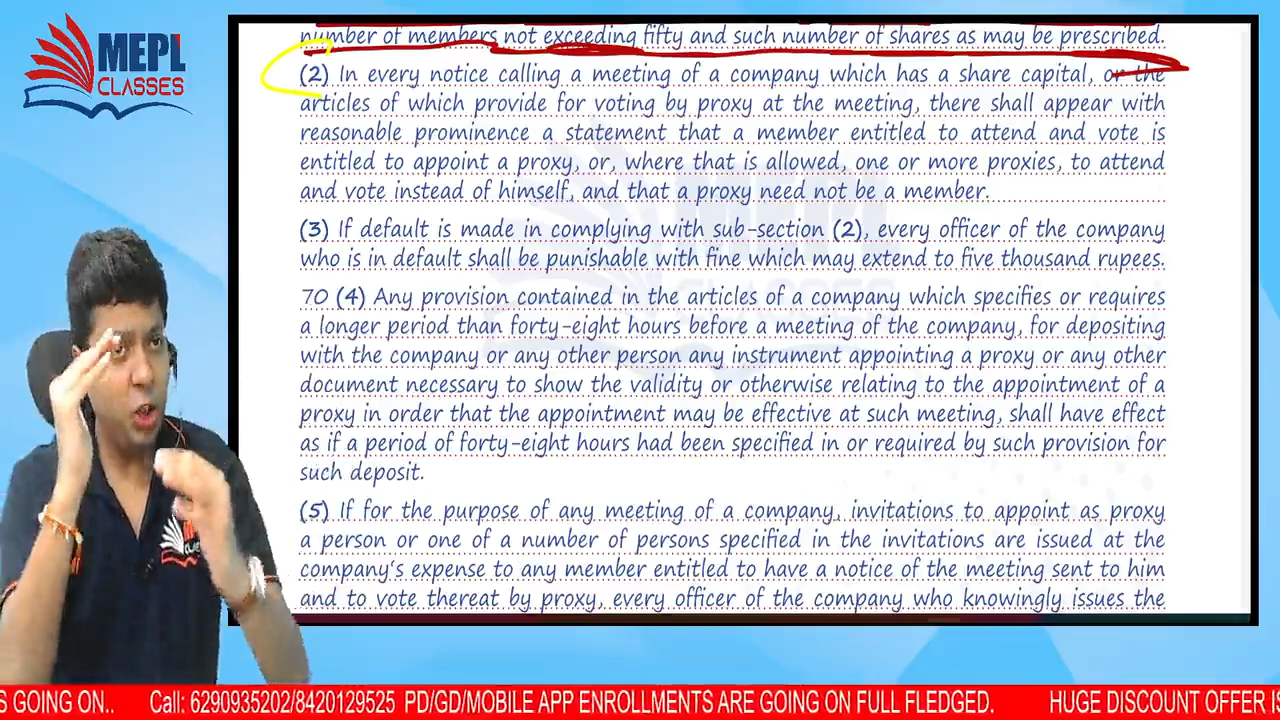 MEPL
CLASSES
number of members not exceeding fifty and such number of shares as may be prescribed.
(2) In every notice calling a meeting of a company which has a share capital, or the
articles of which provide for voting by proxy at the meeting, there shall appear with
reasonable prominence a statement that a member entitled to attend and vote is
entitled to appoint a proxy, or, where that is allowed, one or more proxies, to attend
and vote instead of himself, and that a proxy need not be a member.
(3) If default is made in complying with sub-section (2), every officer of the company
who is in default shall be punishable with fine which may extend to five thousand rupees.
70 (4) Any provision contained in the articles of a company which specifies or requires
a longer period than forty-eight hours before a meeting of the company, for depositing
with the company or any other person any instrument appointing a proxy or any other
document necessary to show the validity or otherwise relating to the appointment of a
proxy in order that the appointment may be effective at such meeting, shall have effect
as if a period of forty-eight hours had been specified in or required by such provision for
such deposit.
(5) If for the purpose of any meeting of a company, invitations to appoint as proxy
a person or one of a number of persons specified in the invitations are issued at the
company's expense to any member entitled to have a notice of the meeting sent to him
and to vote thereat by proxy, every officer of the company who knowingly issues the
S GOING ON.. Call: 6290935202/8420129525 PD/GD/MOBILE APP ENROLLMENTS ARE GOING ON FULL FLEDGED. HUGE DISCOUNT OFFER IS